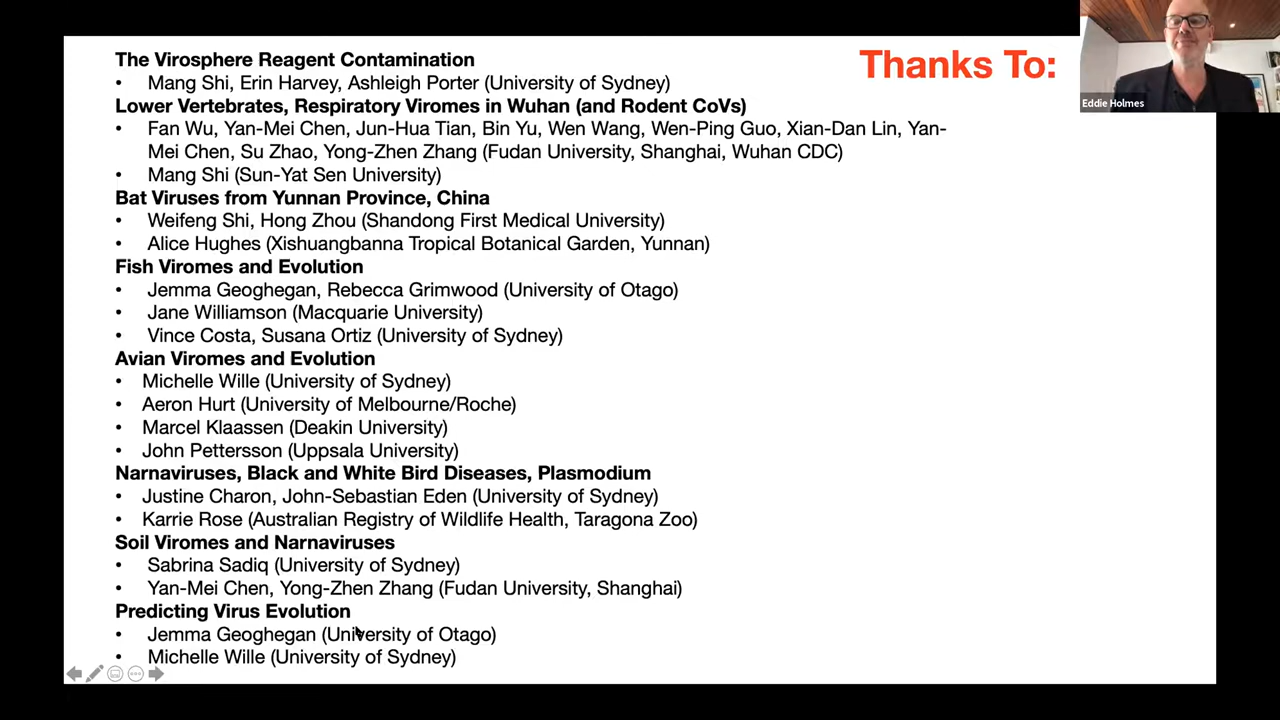 Thanks To:
Eddie Holmes
The Virosphere Reagent Contamination
• Mang Shi, Erin Harvey, Ashleigh Porter (University of Sydney)
Lower Vertebrates, Respiratory Viromes in Wuhan (and Rodent CoVs)
• Fan Wu, Yan-Mei Chen, Jun-Hua Tian, Bin Yu, Wen Wang, Wen-Ping Guo, Xian-Dan Lin, Yan-
Mei Chen, Su Zhao, Yong-Zhen Zhang (Fudan University, Shanghai, Wuhan CDC)
• Mang Shi (Sun-Yat Sen University)
Bat Viruses from Yunnan Province, China
• Weifeng Shi, Hong Zhou (Shandong First Medical University)
• Alice Hughes (Xishuangbanna Tropical Botanical Garden, Yunnan)
Fish Viromes and Evolution
• Jemma Geoghegan, Rebecca Grimwood (University of Otago)
• Jane Williamson (Macquarie University)
• Vince Costa, Susana Ortiz (University of Sydney)
Avian Viromes and Evolution
• Michelle Wille (University of Sydney)
• Aeron Hurt (University of Melbourne/Roche)
• Marcel Klaassen (Deakin University)
• John Pettersson (Uppsala University)
Narnaviruses, Black and White Bird Diseases, Plasmodium
• Justine Charon, John-Sebastian Eden (University of Sydney)
• Karrie Rose (Australian Registry of Wildlife Health, Taragona Zoo)
Soil Viromes and Narnaviruses
• Sabrina Sadiq (University of Sydney)
• Yan-Mei Chen, Yong-Zhen Zhang (Fudan University, Shanghai)
Predicting Virus Evolution
• Jemma Geoghegan (University of Otago)
• Michelle Wille (University of Sydney)